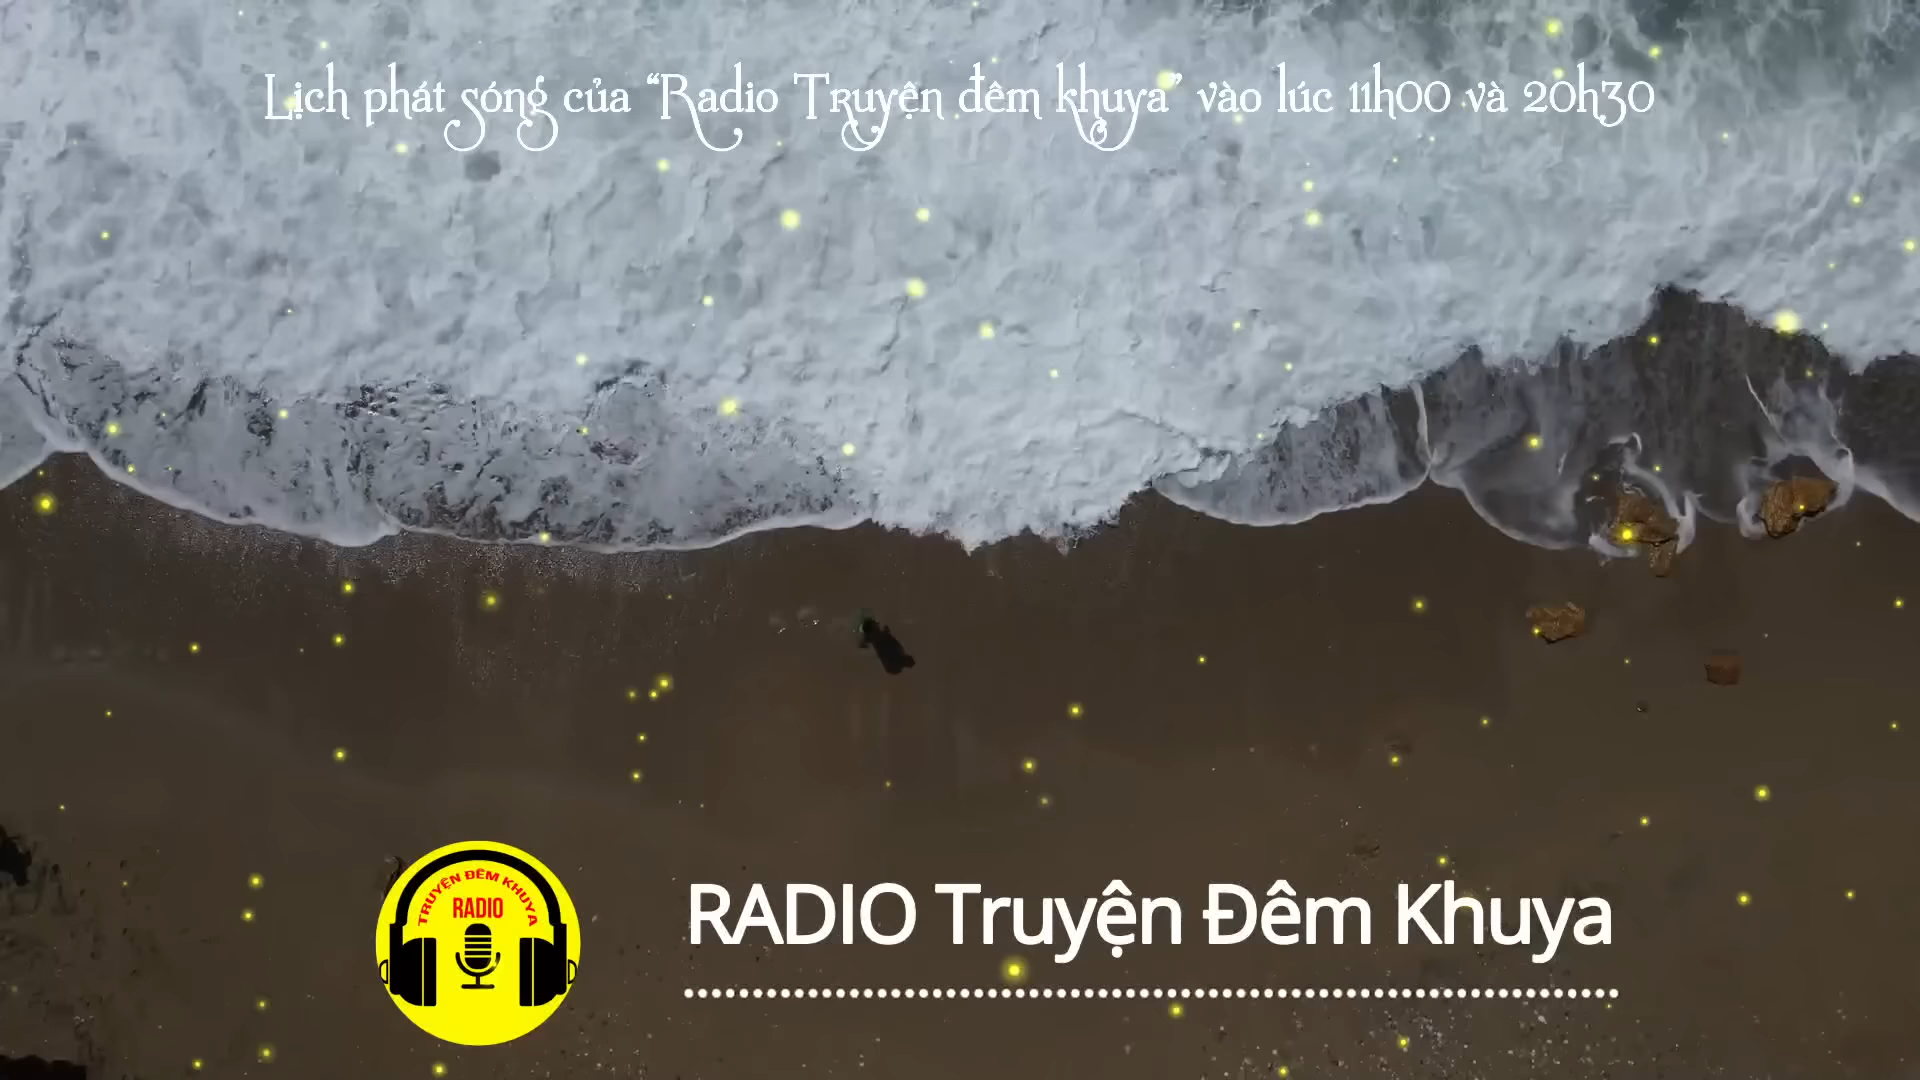 Lịch phát sóng của “Radio Truyện đêm khuya” vào lúc 11h00 và 20h30
TRUYỆN ĐÊM KHUYA
RADIO
RADIO Truyện Đêm Khuya